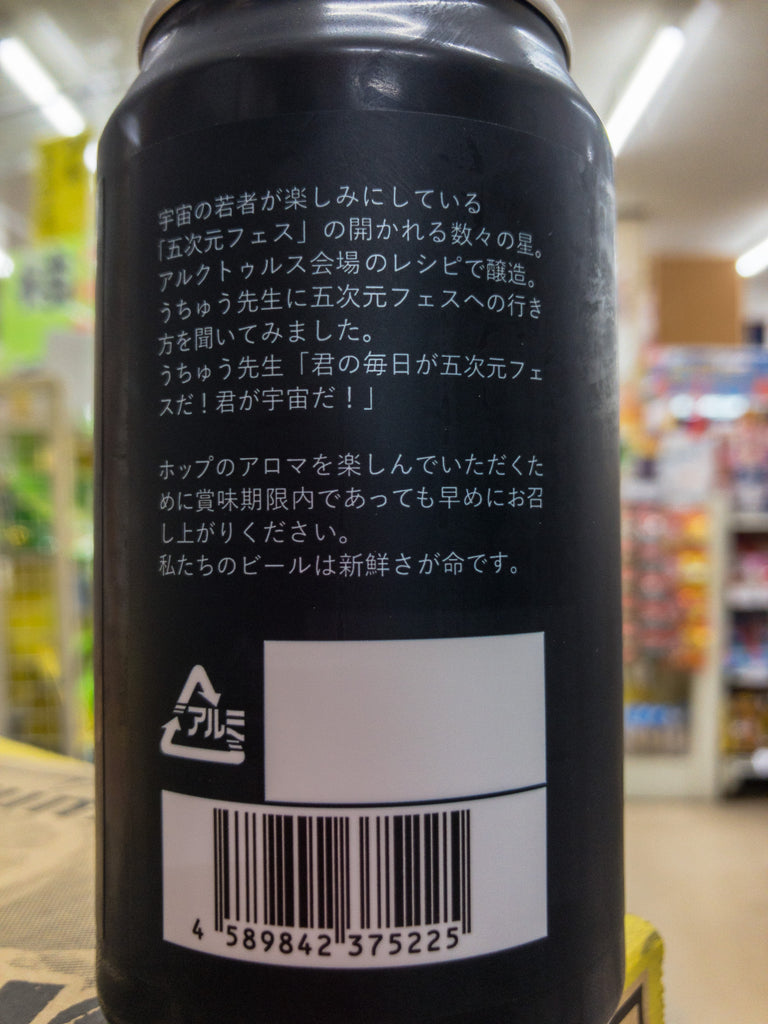 宇宙の若者が楽しみにしている
「五次元フェス」の開かれる数々の星。
アルクトゥルス会場のレシピで醸造。
うちゅう先生に五次元フェスへの行き
方を聞いてみました。
うちゅう先生「君の毎日が五次元フェ
スだ！君が宇宙だ！」
ホップのアロマを楽しんでいただくた
めに賞味期限内であっても早めにお召
し上がりください。
私たちのビールは新鮮さが命です。
アルミ
4 589842 375225